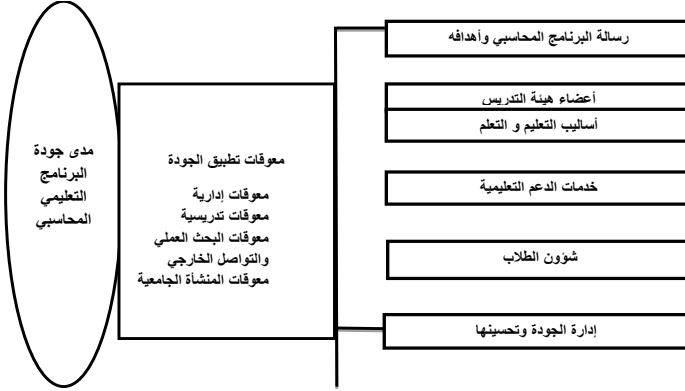 رسالة البرنامج المحاسبي وأهدافه
أعضاء هيئة التدريس
أساليب التعليم و التعلم
خدمات الدعم التعليمية
شؤون الطلاب
إدارة الجودة وتحسينها
معوقات تطبيق الجودة
معوقات إدارية
معوقات تدريسية
معوقات البحث العملي
والتواصل الخارجي
معوقات المنشأة الجامعية
مدى جودة
البرنامج
التعليمي
المحاسبي